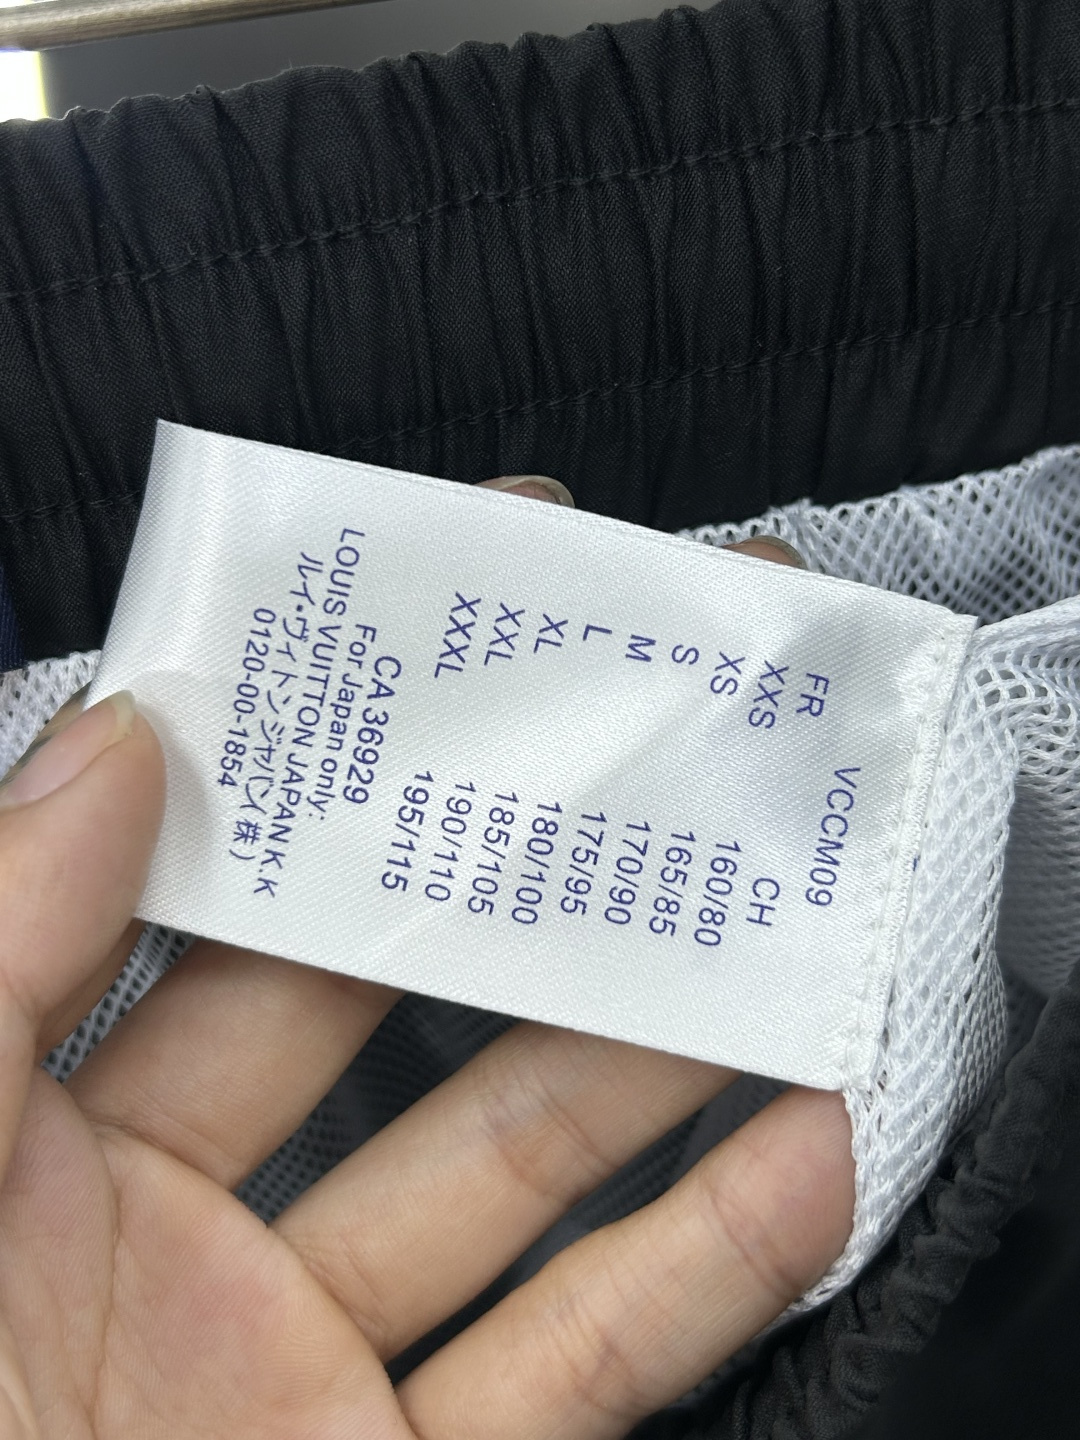 VCCM09
FR CH
XXS 160/80
XS 165/85
S 170/90
M 175/95
L 180/100
XL 185/105
XXL 190/110
XXXL 195/115
CA 36929
For Japan only:
LOUIS VUITTON JAPAN K.K
ルイ・ヴィトンジャパン(株)
0120-00-1854